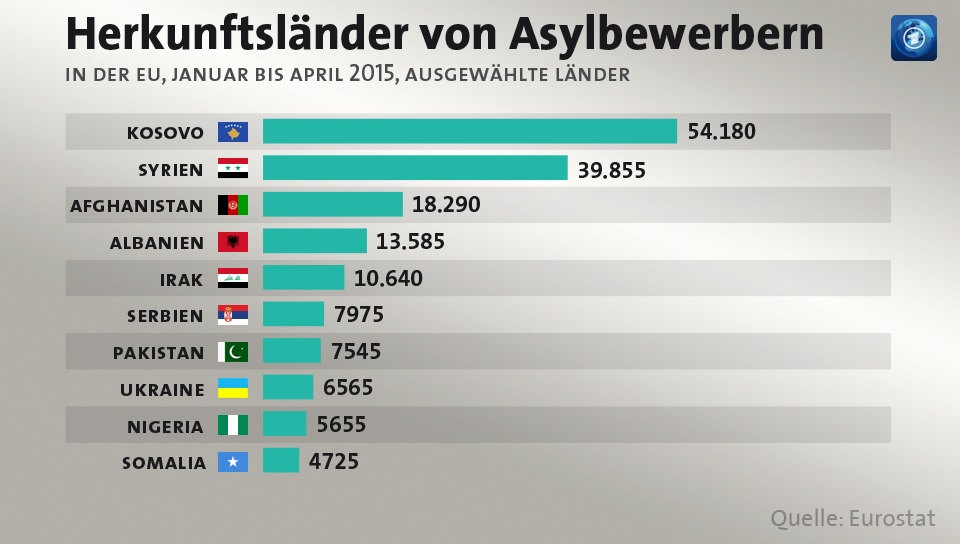 Herkunftsländer von Asylbewerbern
IN DER EU, JANUAR BIS APRIL 2015, AUSGEWÄHLTE LÄNDER
KOSOVO 54.180
SYRIEN 39.855
AFGHANISTAN 18.290
ALBANIEN 13.585
IRAK 10.640
SERBIEN 7975
PAKISTAN 7545
UKRAINE 6565
NIGERIA 5655
SOMALIA 4725
Quelle: Eurostat